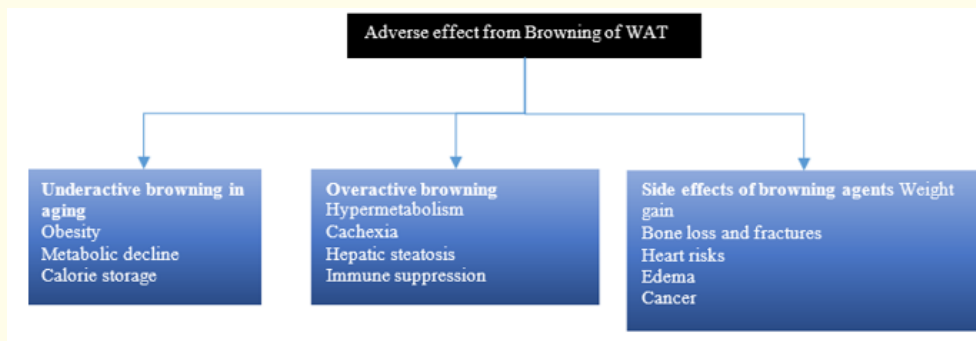 Adverse effect from Browning of WAT
Underactive browning in
aging
Obesity
Metabolic decline
Calorie storage
Overactive browning
Hypermetabolism
Cachexia
Hepatic steatosis
Immune suppression
Side effects of browning agents Weight
gain
Bone loss and fractures
Heart risks
Edema
Cancer